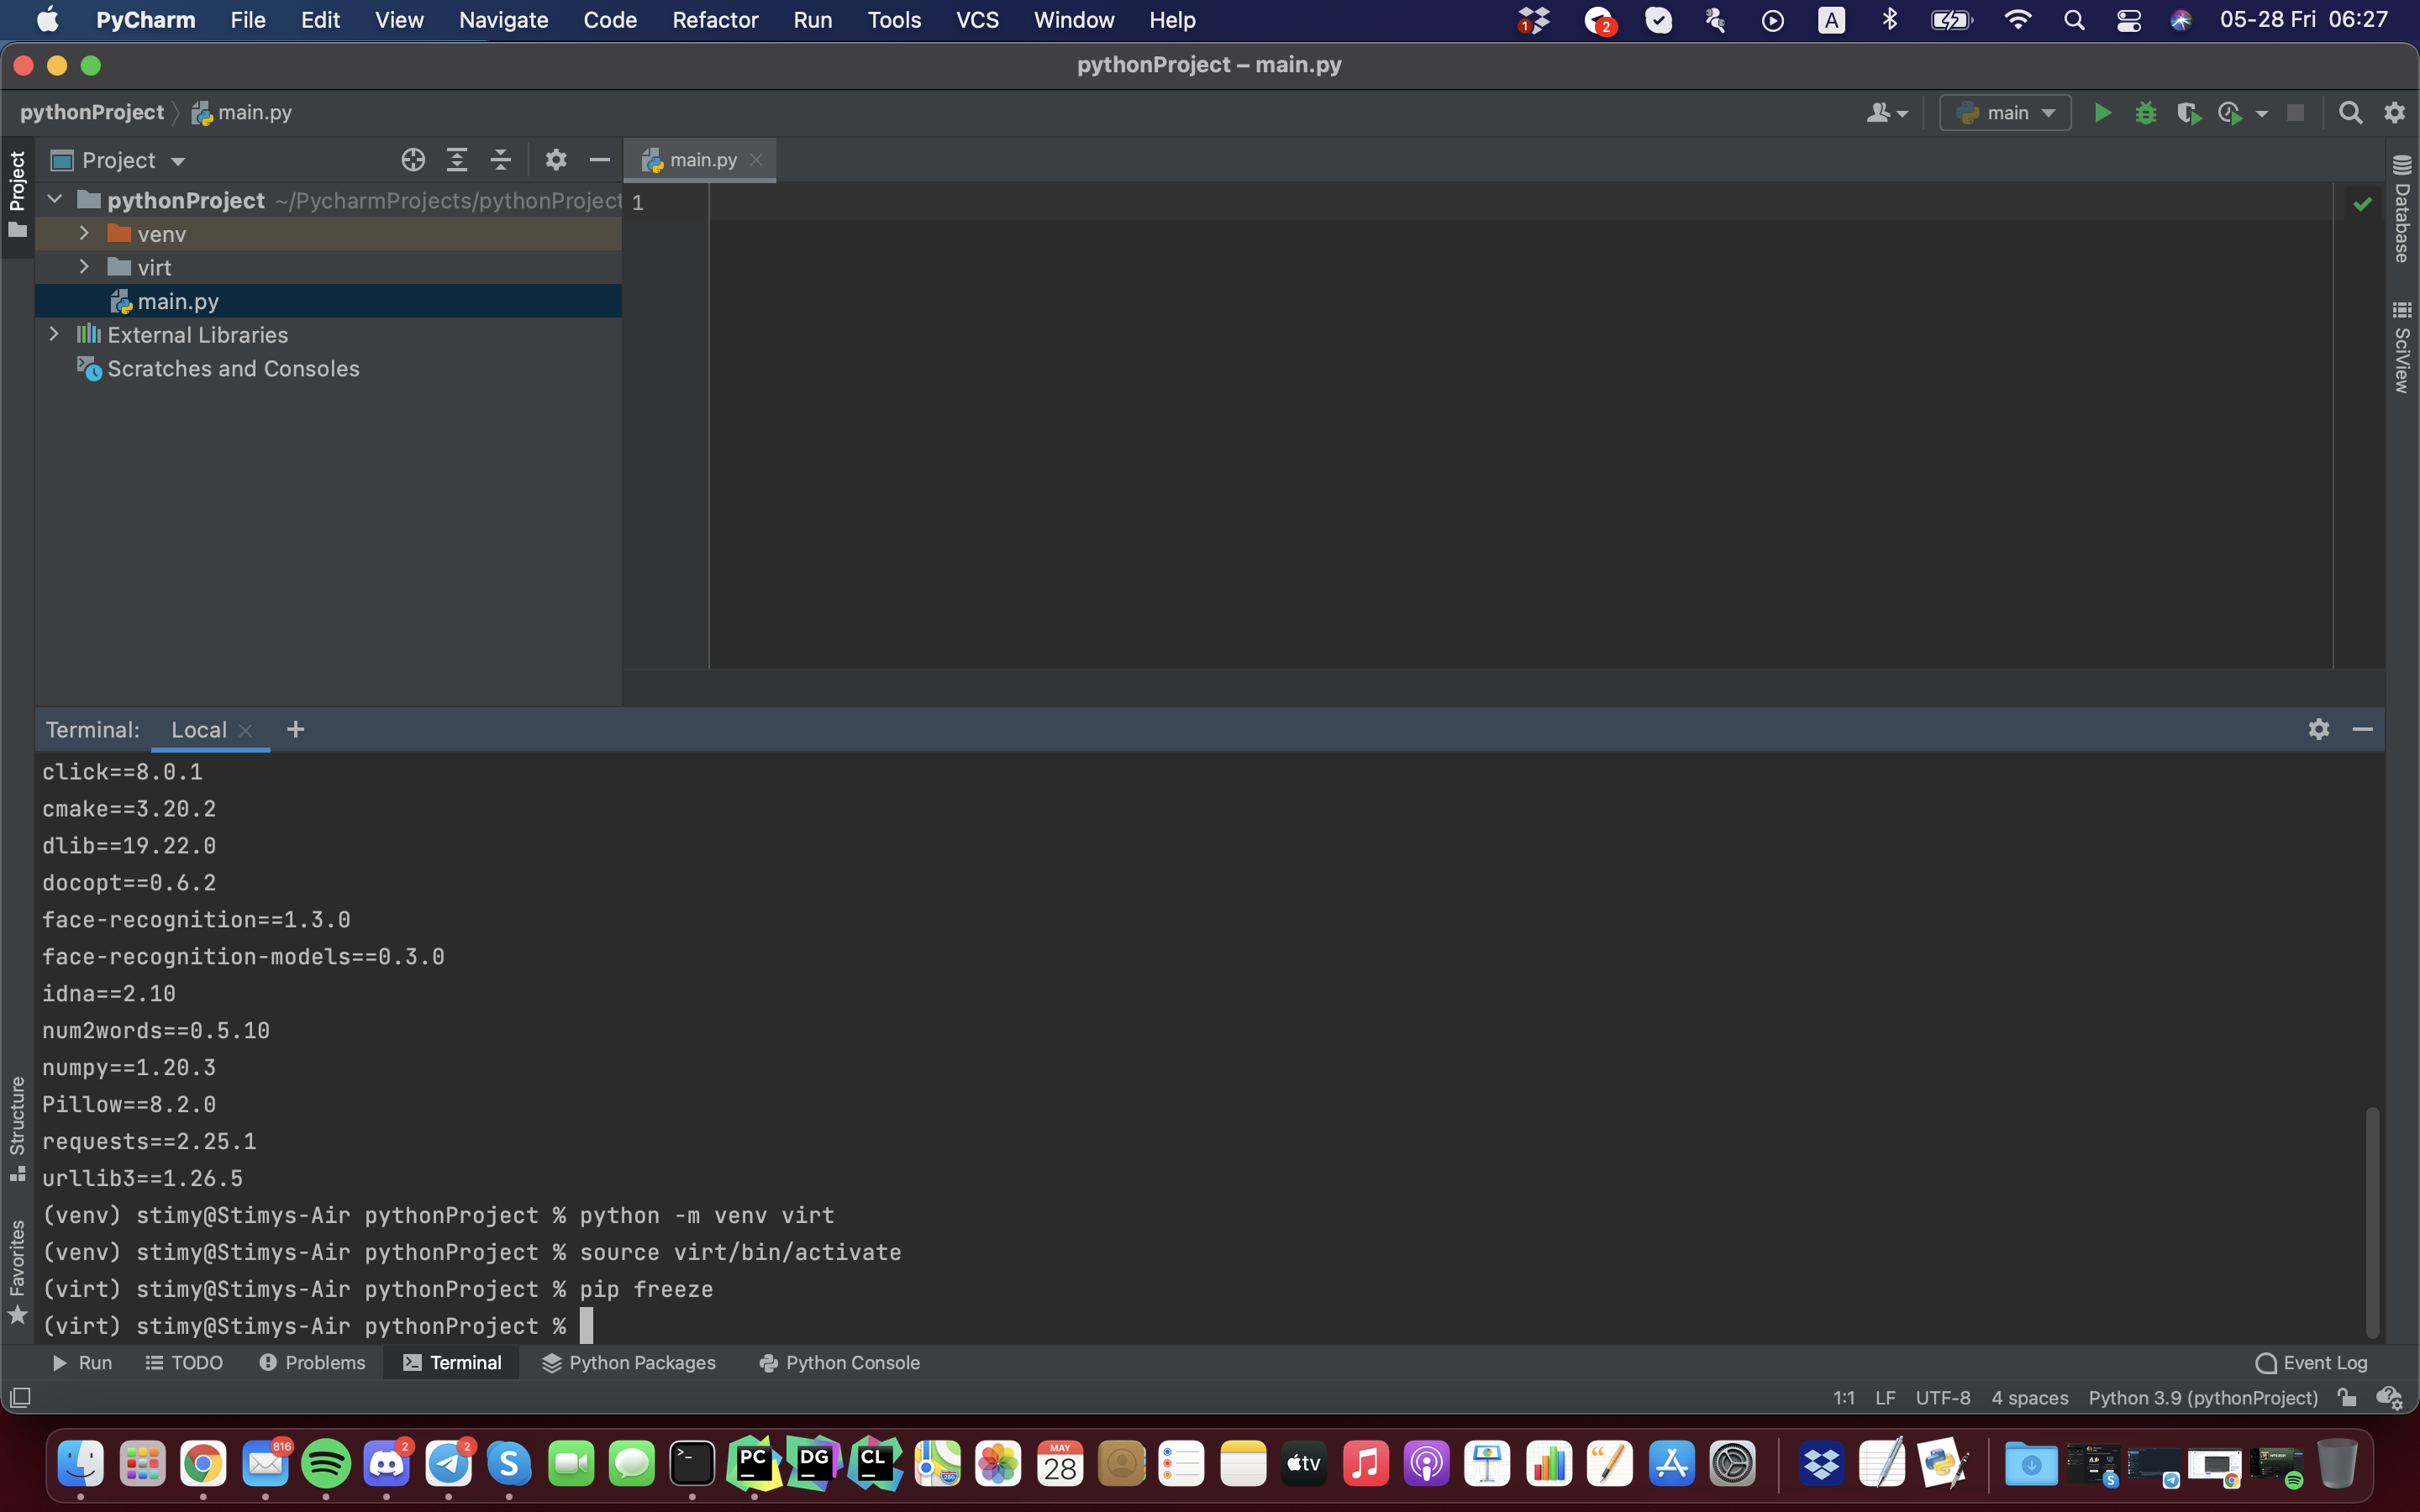 PyCharm File Edit View Navigate Code Refactor Run Tools VCS Window Help 1 2 A 05-28 Fri 06:27
pythonProject – main.py
pythonProject main.py main
Project Project main.py
pythonProject ~/PycharmProjects/pythonProject 1
venv
virt
main.py
External Libraries
Scratches and Consoles
Database
SciView
Terminal: Local +
click==8.0.1
cmake==3.20.2
dlib==19.22.0
docopt==0.6.2
face-recognition==1.3.0
face-recognition-models==0.3.0
idna==2.10
num2words==0.5.10
numpy==1.20.3
Pillow==8.2.0
requests==2.25.1
urllib3==1.26.5
(venv) stimy@Stimys-Air pythonProject % python -m venv virt
(venv) stimy@Stimys-Air pythonProject % source virt/bin/activate
(virt) stimy@Stimys-Air pythonProject % pip freeze
(virt) stimy@Stimys-Air pythonProject %
Structure
Favorites
Run TODO Problems Terminal Python Packages Python Console Event Log
1:1 LF UTF-8 4 spaces Python 3.9 (pythonProject)
816 2 2 S PC DG CL 280 MAY 28 tv